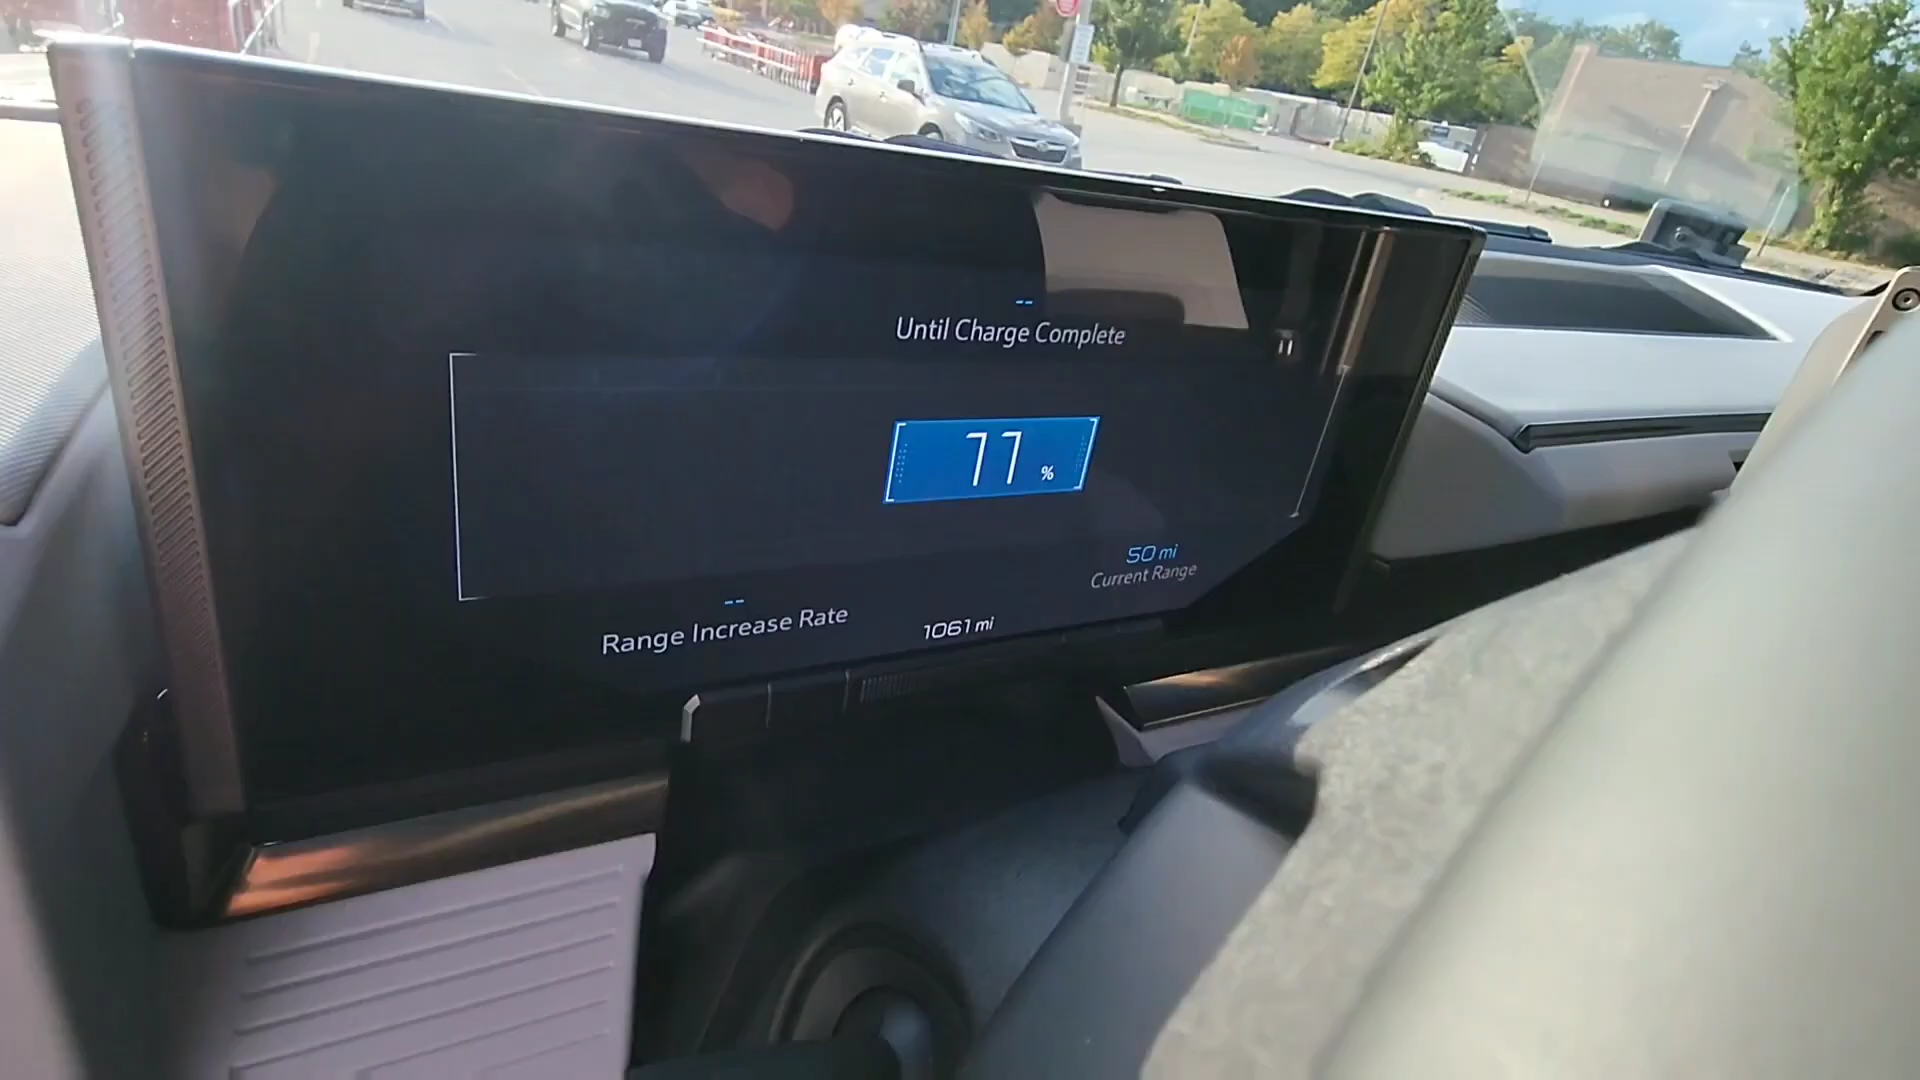 --
Until Charge Complete
77 %
50 mi
Current Range
--
Range Increase Rate
1061 mi